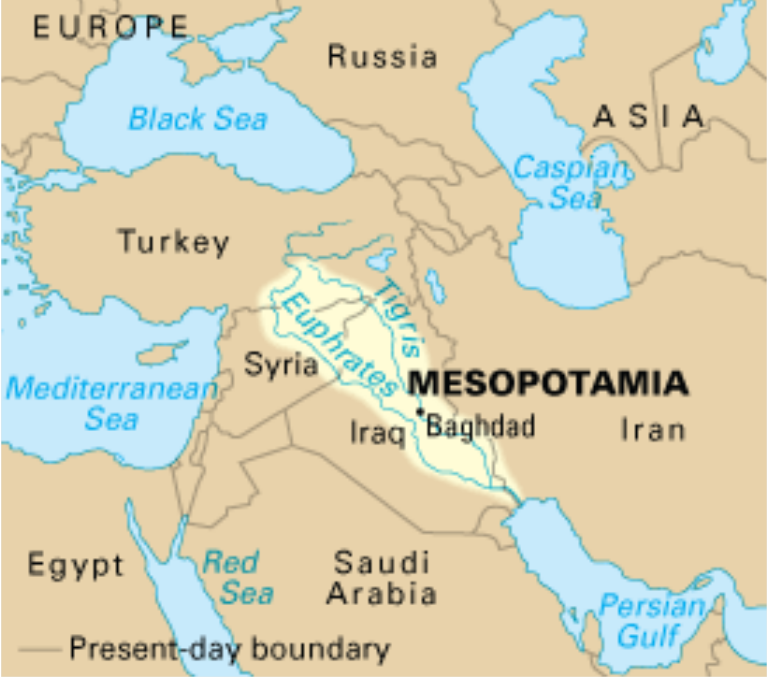 EUROPE
Russia
Black Sea
ASIA
Caspian
Sea
Turkey
Tigris
Euphrates
Syria
MESOPOTAMIA
Mediterranean
Sea
Iraq
Baghdad
Iran
Egypt
Red
Sea
Saudi
Arabia
Persian
Gulf
Present-day boundary